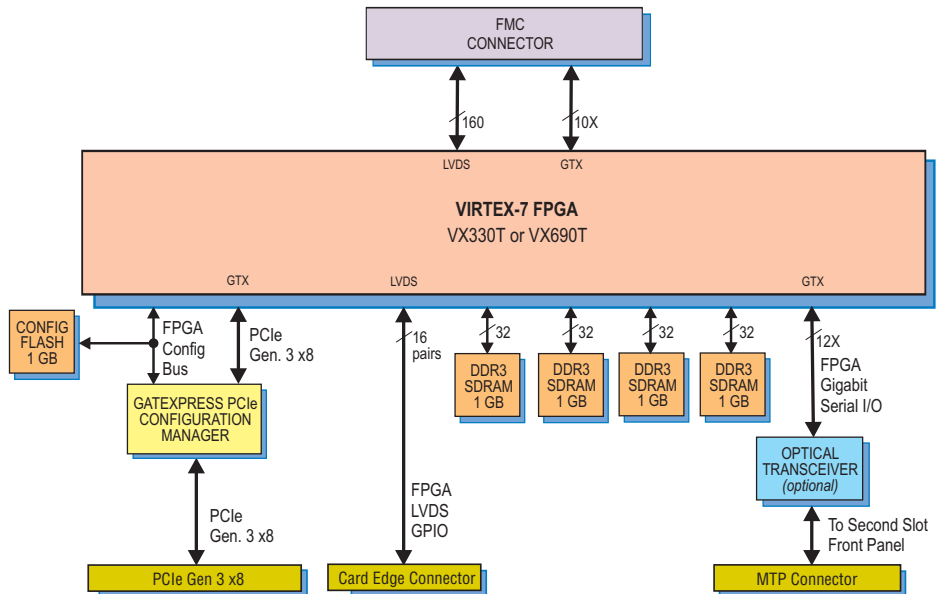 FMC
CONNECTOR
160
10X
LVDS
GTX
VIRTEX-7 FPGA
VX330T or VX690T
GTX
LVDS
GTX
CONFIG
FLASH
1 GB
FPGA
Config
Bus
PCIe
Gen. 3 x8
16
pairs
32
32
32
32
12X
DDR3
SDRAM
1 GB
DDR3
SDRAM
1 GB
DDR3
SDRAM
1 GB
DDR3
SDRAM
1 GB
FPGA
Gigabit
Serial I/O
GATEXPRESS PCIe
CONFIGURATION
MANAGER
OPTICAL
TRANSCEIVER
(optional)
PCIe
Gen. 3 x8
FPGA
LVDS
GPIO
To Second Slot
Front Panel
PCIe Gen 3 x8
Card Edge Connector
MTP Connector